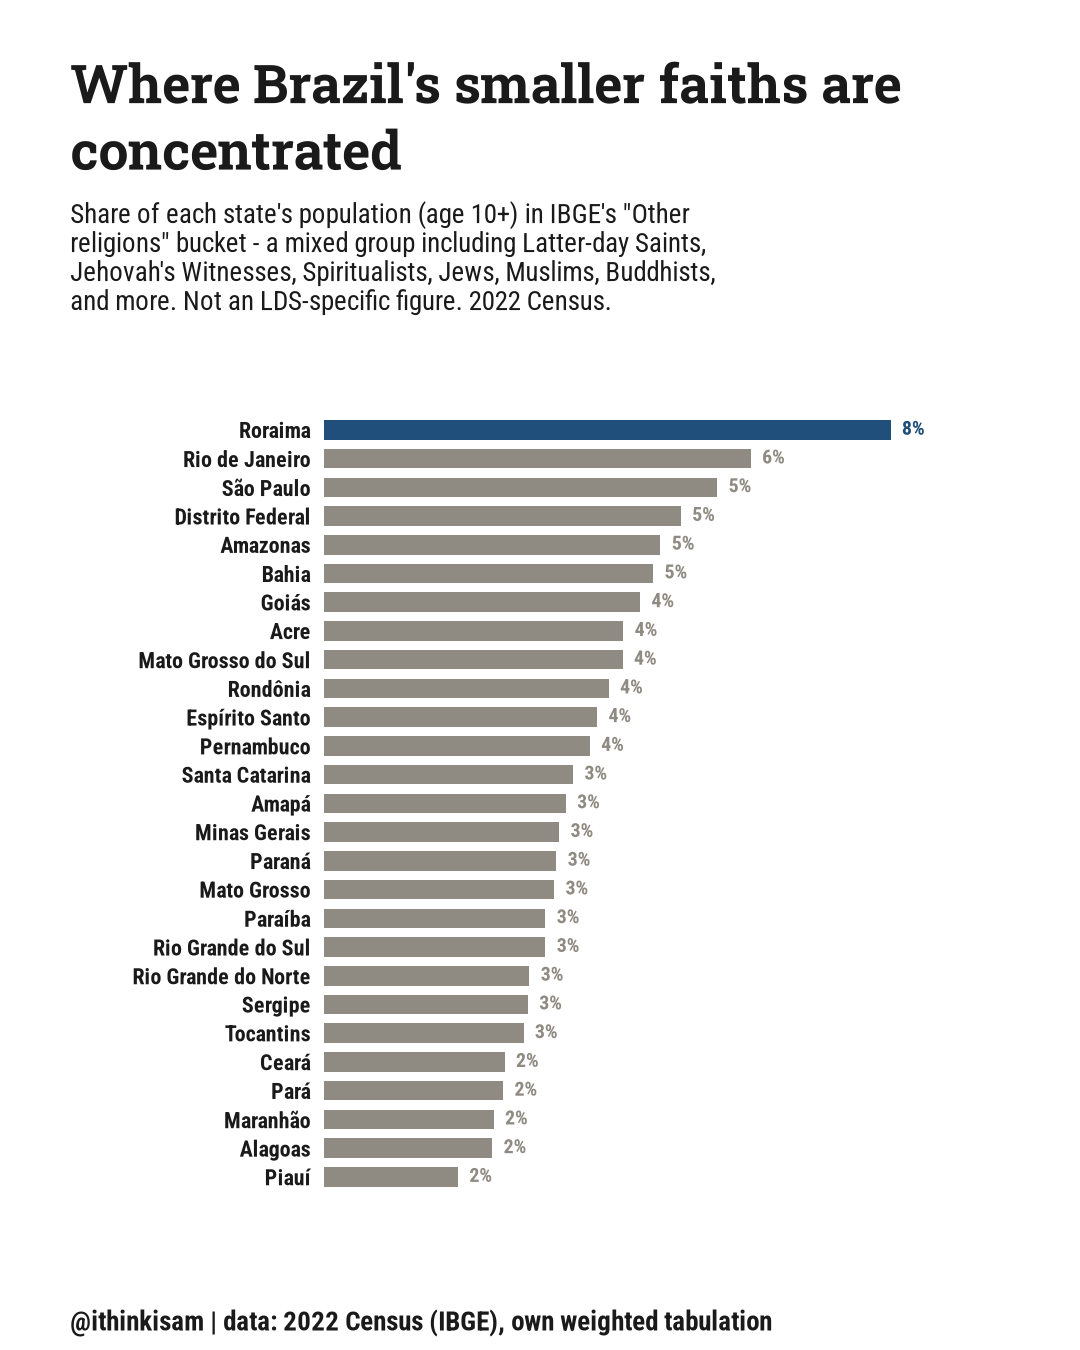 Where Brazil's smaller faiths are
concentrated
Share of each state's population (age 10+) in IBGE's "Other
religions" bucket - a mixed group including Latter-day Saints,
Jehovah's Witnesses, Spiritualists, Jews, Muslims, Buddhists,
and more. Not an LDS-specific figure. 2022 Census.
Roraima 8%
Rio de Janeiro 6%
São Paulo 5%
Distrito Federal 5%
Amazonas 5%
Bahia 5%
Goiás 4%
Acre 4%
Mato Grosso do Sul 4%
Rondônia 4%
Espírito Santo 4%
Pernambuco 4%
Santa Catarina 3%
Amapá 3%
Minas Gerais 3%
Paraná 3%
Mato Grosso 3%
Paraíba 3%
Rio Grande do Sul 3%
Rio Grande do Norte 3%
Sergipe 3%
Tocantins 3%
Ceará 2%
Pará 2%
Maranhão 2%
Alagoas 2%
Piauí 2%
@ithinkisam | data: 2022 Census (IBGE), own weighted tabulation